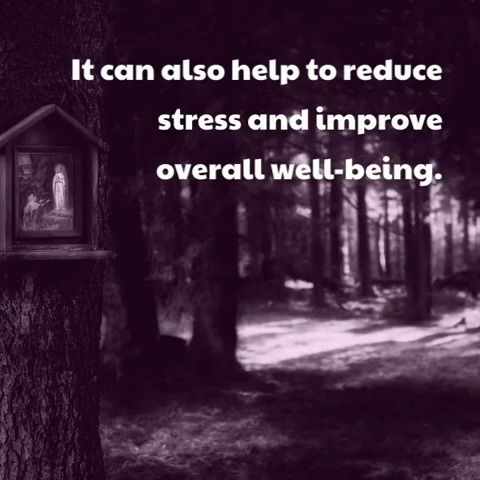 It can also help to reduce
stress and improve
overall well-being.